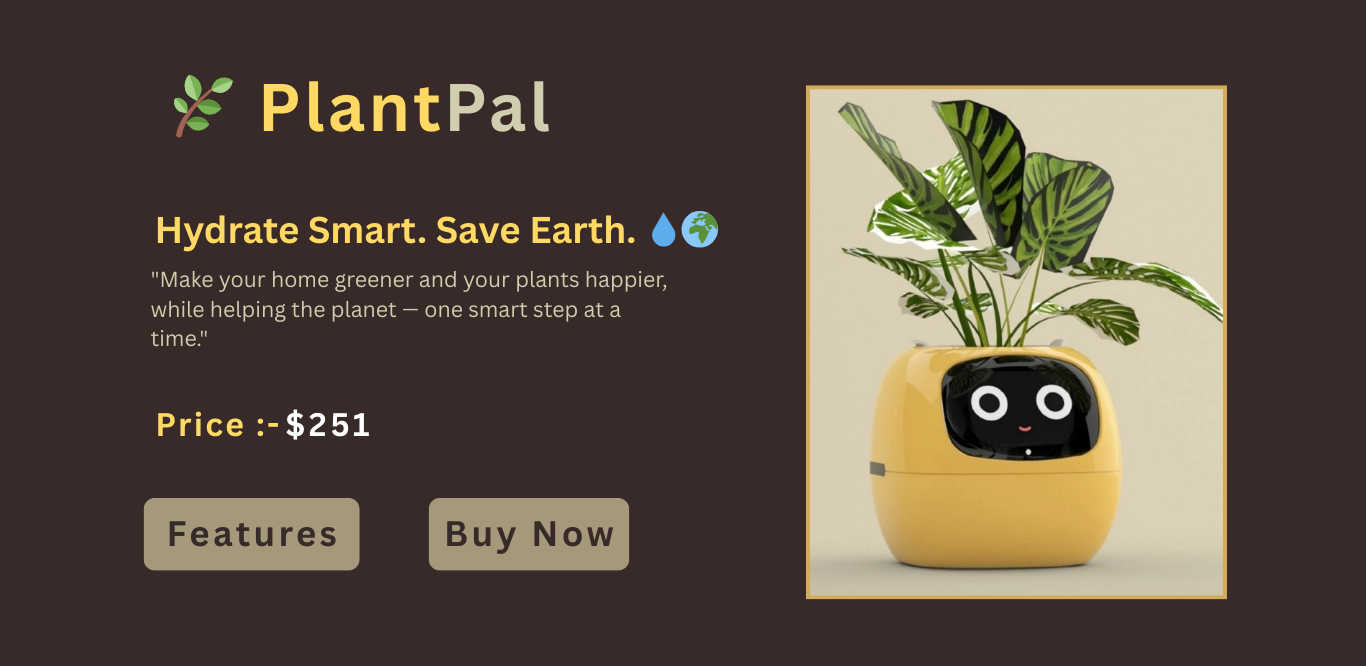 🌿 PlantPal
Hydrate Smart. Save Earth. 💧🌍
"Make your home greener and your plants happier,
while helping the planet — one smart step at a
time."
Price :- $251
Features
Buy Now